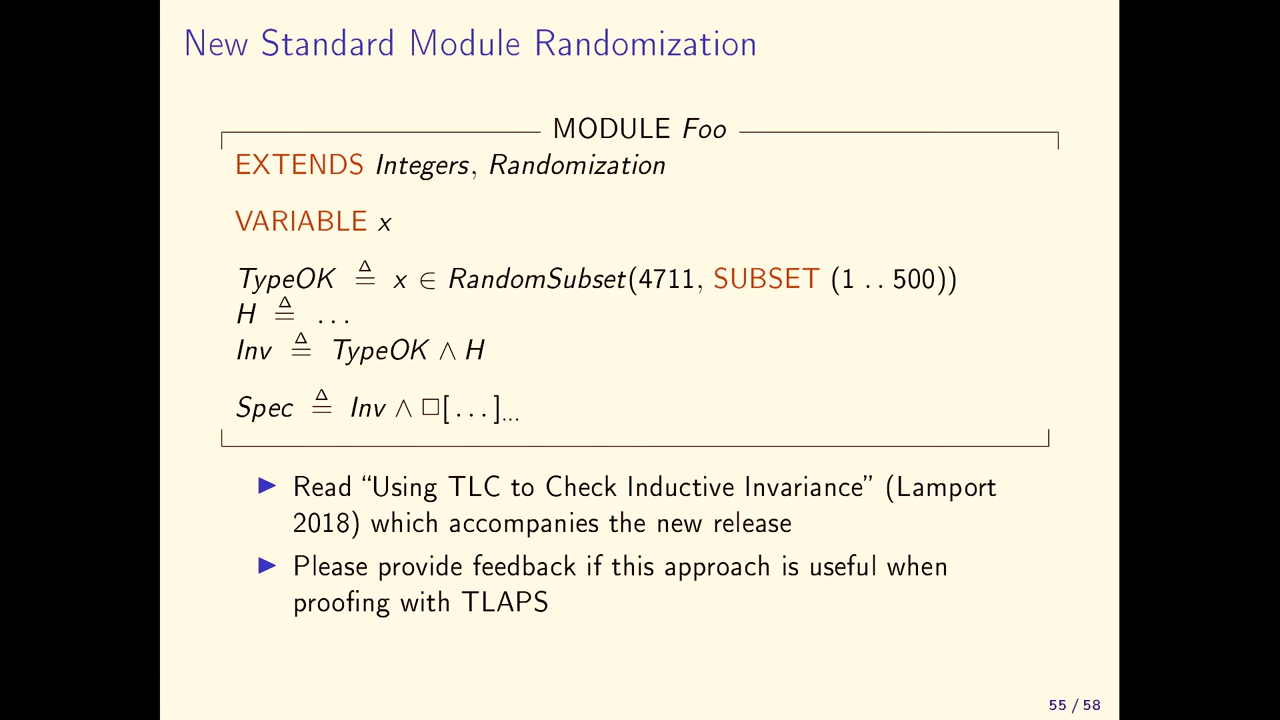 New Standard Module Randomization
MODULE Foo
EXTENDS Integers, Randomization
VARIABLE x
TypeOK ≜ x ∈ RandomSubset(4711, SUBSET (1 .. 500))
H ≜ ...
Inv ≜ TypeOK ∧ H
Spec ≜ Inv ∧ □[...]...
▶ Read “Using TLC to Check Inductive Invariance” (Lamport
2018) which accompanies the new release
▶ Please provide feedback if this approach is useful when
proofing with TLAPS
55 / 58